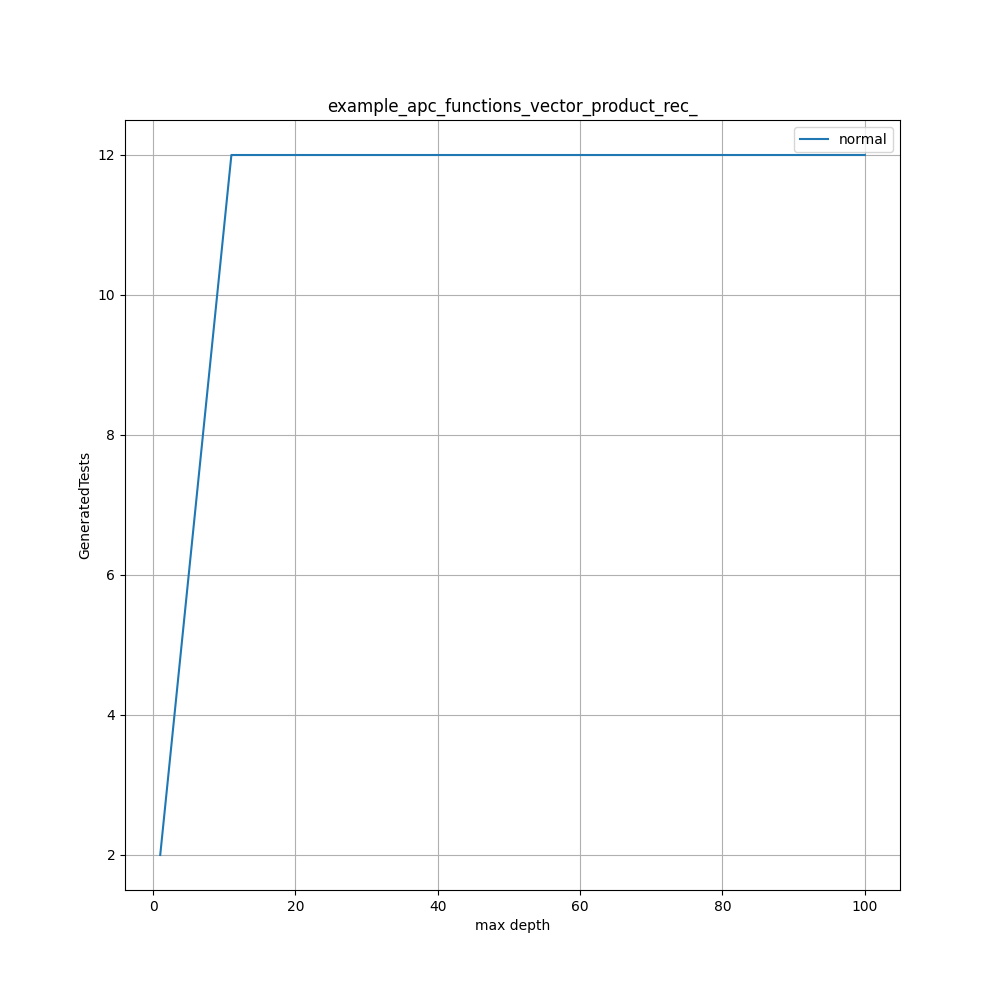 example_apc_functions_vector_product_rec_
normal
12
10
8
6
4
2
GeneratedTests
0 20 40 60 80 100
max depth